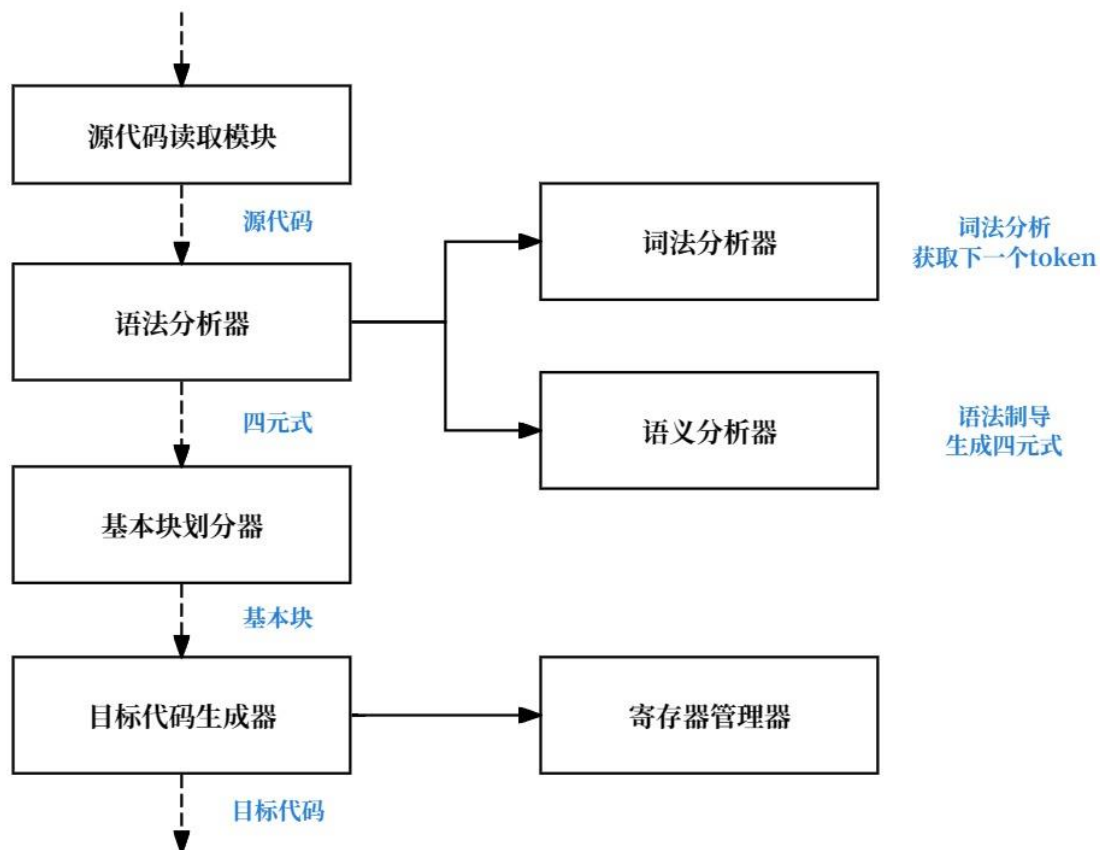 源代码读取模块
源代码
词法分析器
词法分析
获取下一个token
语法分析器
四元式
语义分析器
语法制导
生成四元式
基本块划分器
基本块
目标代码生成器
寄存器管理器
目标代码